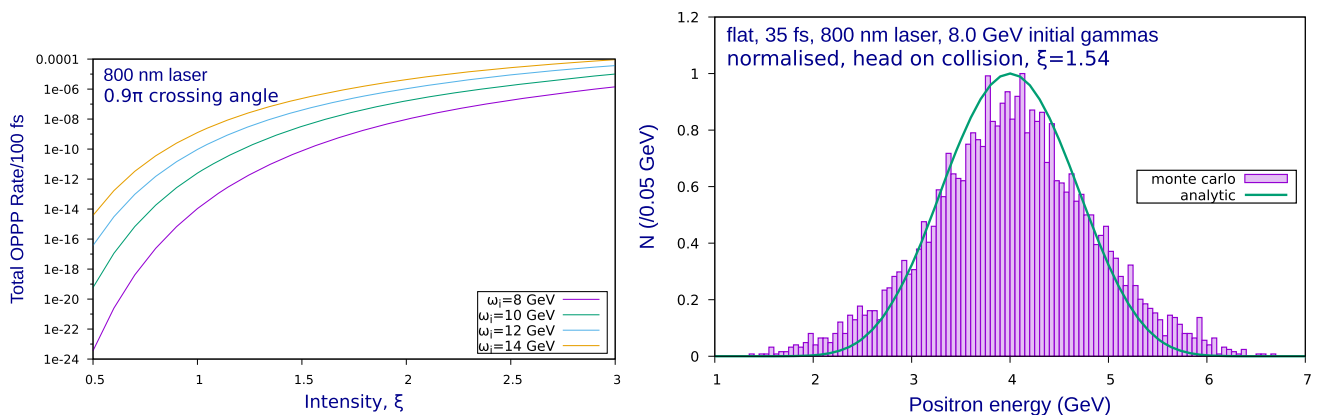 800 nm laser
0.9π crossing angle
Total OPPP Rate/100 fs
0.0001
1e-06
1e-08
1e-10
1e-12
1e-14
1e-16
1e-18
1e-20
1e-22
1e-24
ωi=8 GeV
ωi=10 GeV
ωi=12 GeV
ωi=14 GeV
0.5 1 1.5 2 2.5 3
Intensity, ξ
flat, 35 fs, 800 nm laser, 8.0 GeV initial gammas
normalised, head on collision, ξ=1.54
N (/0.05 GeV)
1.2
1
0.8
0.6
0.4
0.2
0
monte carlo
analytic
1 2 3 4 5 6 7
Positron energy (GeV)